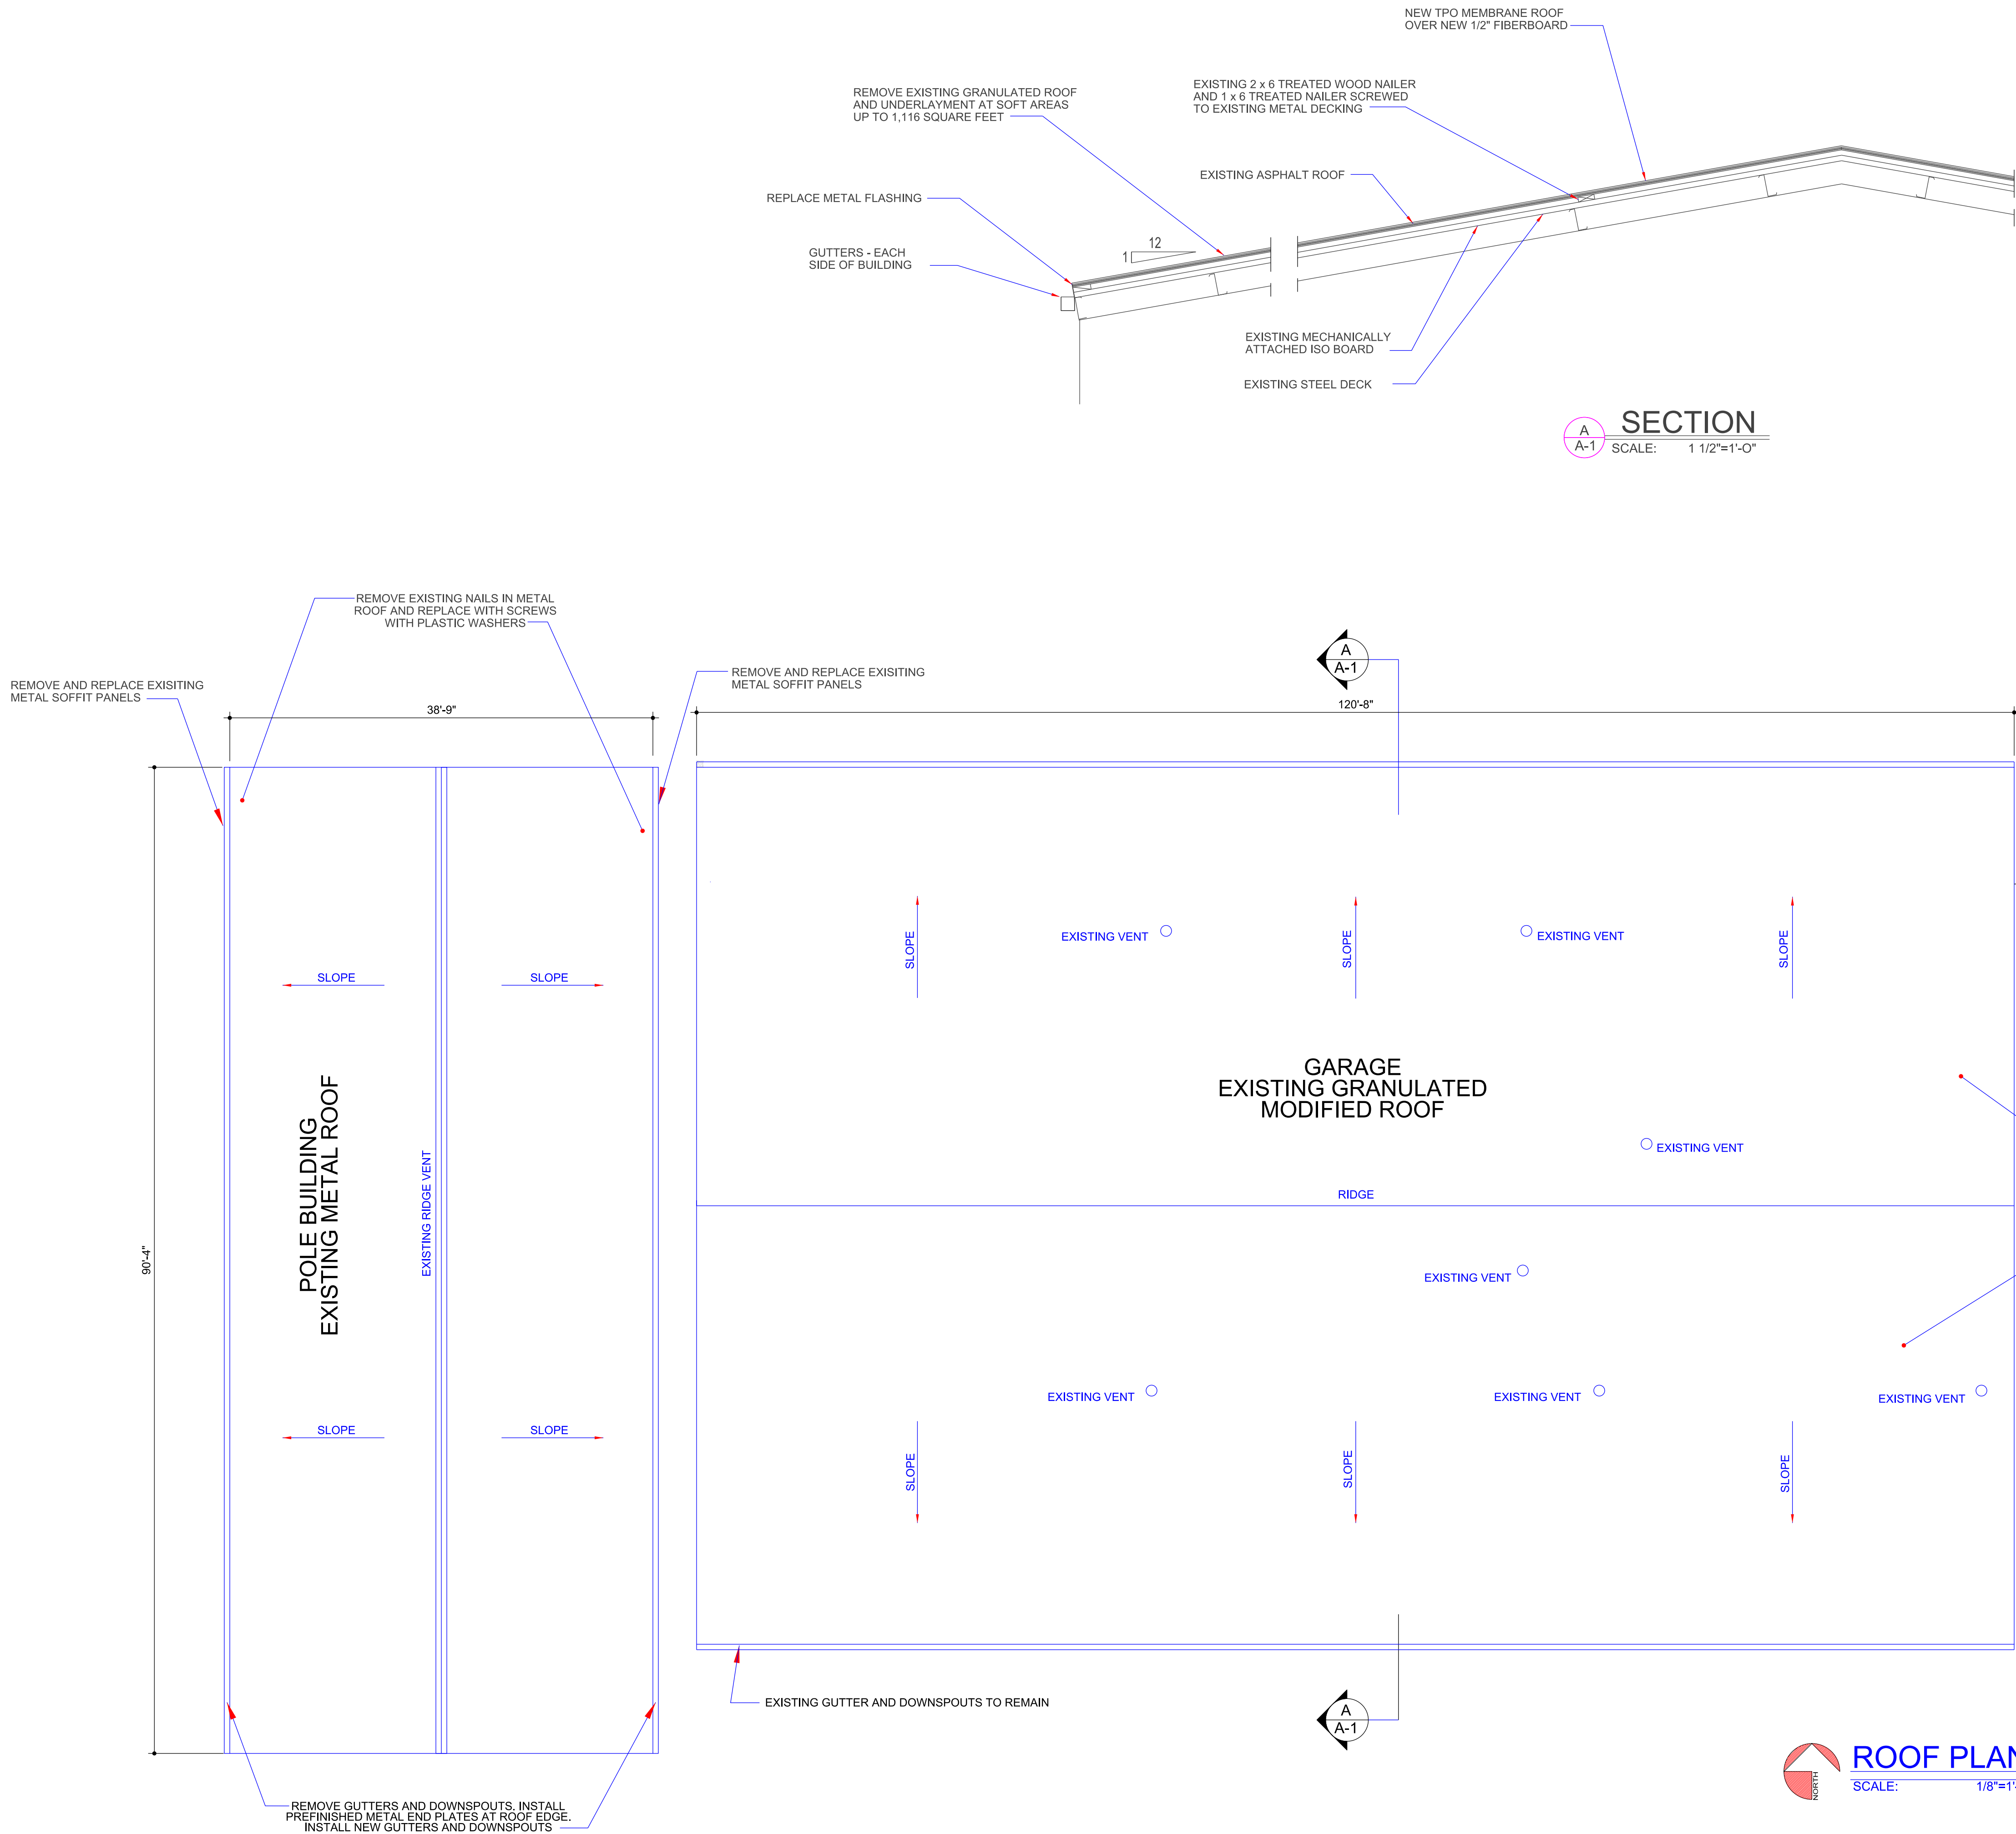 NEW TPO MEMBRANE ROOF
OVER NEW 1/2" FIBERBOARD
REMOVE EXISTING GRANULATED ROOF
AND UNDERLAYMENT AT SOFT AREAS
UP TO 1,116 SQUARE FEET
EXISTING 2 x 6 TREATED WOOD NAILER
AND 1 x 6 TREATED NAILER SCREWED
TO EXISTING METAL DECKING
EXISTING ASPHALT ROOF
REPLACE METAL FLASHING
GUTTERS - EACH
SIDE OF BUILDING
12
1
EXISTING MECHANICALLY
ATTACHED ISO BOARD
EXISTING STEEL DECK
A
A-1
SECTION
SCALE: 1 1/2"=1'-O"
REMOVE EXISTING NAILS IN METAL
ROOF AND REPLACE WITH SCREWS
WITH PLASTIC WASHERS
REMOVE AND REPLACE EXISITING
METAL SOFFIT PANELS
REMOVE AND REPLACE EXISITING
METAL SOFFIT PANELS
A
A-1
38'-9"
120'-8"
90'-4"
SLOPE
SLOPE
POLE BUILDING
EXISTING METAL ROOF
EXISTING RIDGE VENT
SLOPE
SLOPE
SLOPE
EXISTING VENT
SLOPE
EXISTING VENT
SLOPE
GARAGE
EXISTING GRANULATED
MODIFIED ROOF
EXISTING VENT
RIDGE
EXISTING VENT
EXISTING VENT
EXISTING VENT
EXISTING VENT
SLOPE
SLOPE
SLOPE
EXISTING GUTTER AND DOWNSPOUTS TO REMAIN
A
A-1
REMOVE GUTTERS AND DOWNSPOUTS. INSTALL
PREFINISHED METAL END PLATES AT ROOF EDGE.
INSTALL NEW GUTTERS AND DOWNSPOUTS
NORTH
ROOF PLAN
SCALE: 1/8"=1'-